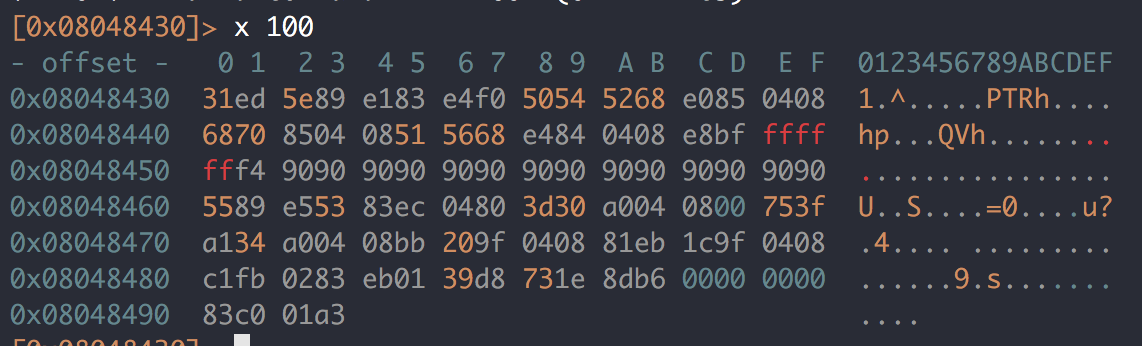 [0x08048430]> x 100
- offset -   0 1  2 3  4 5  6 7  8 9  A B  C D  E F  0123456789ABCDEF
0x08048430  31ed 5e89 e183 e4f0 5054 5268 e085 0408  1.^.....PTRh....
0x08048440  6870 8504 0851 5668 e484 0408 e8bf ffff  hp...QVh........
0x08048450  fff4 9090 9090 9090 9090 9090 9090 9090  ................
0x08048460  5589 e553 83ec 0480 3d30 a004 0800 753f  U..S....=0....u?
0x08048470  a134 a004 08bb 209f 0408 81eb 1c9f 0408  .4.... .........
0x08048480  c1fb 0283 eb01 39d8 731e 8db6 0000 0000  ......9.s.......
0x08048490  83c0 01a3                                ....